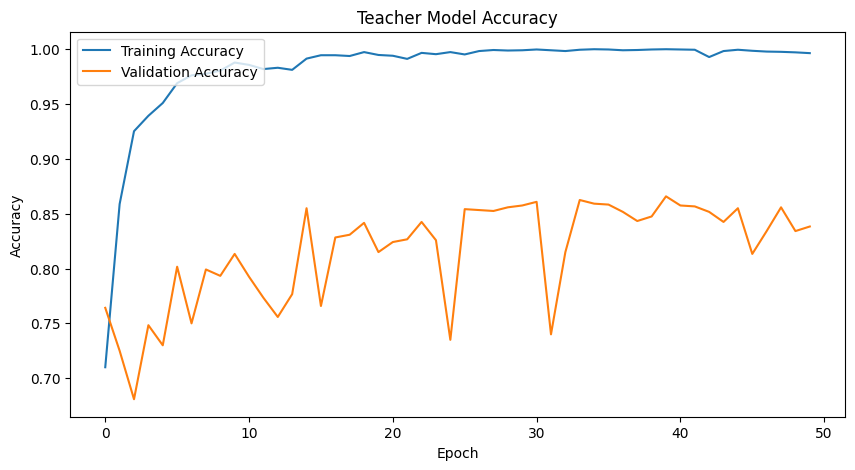 Teacher Model Accuracy
Training Accuracy
Validation Accuracy
1.00
0.95
0.90
0.85
0.80
0.75
0.70
Accuracy
0 10 20 30 40 50
Epoch